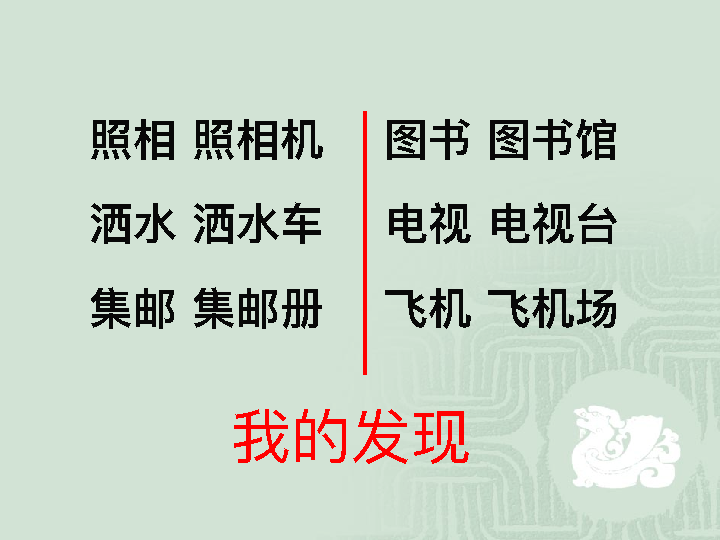 照相 照相机
洒水 洒水车
集邮 集邮册
图书 图书馆
电视 电视台
飞机 飞机场
我的发现